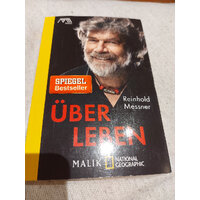 SPIEGEL
Bestseller
Reinhold
Messner
ÜBER
LEBEN
MALIK NATIONAL
GEOGRAPHIC